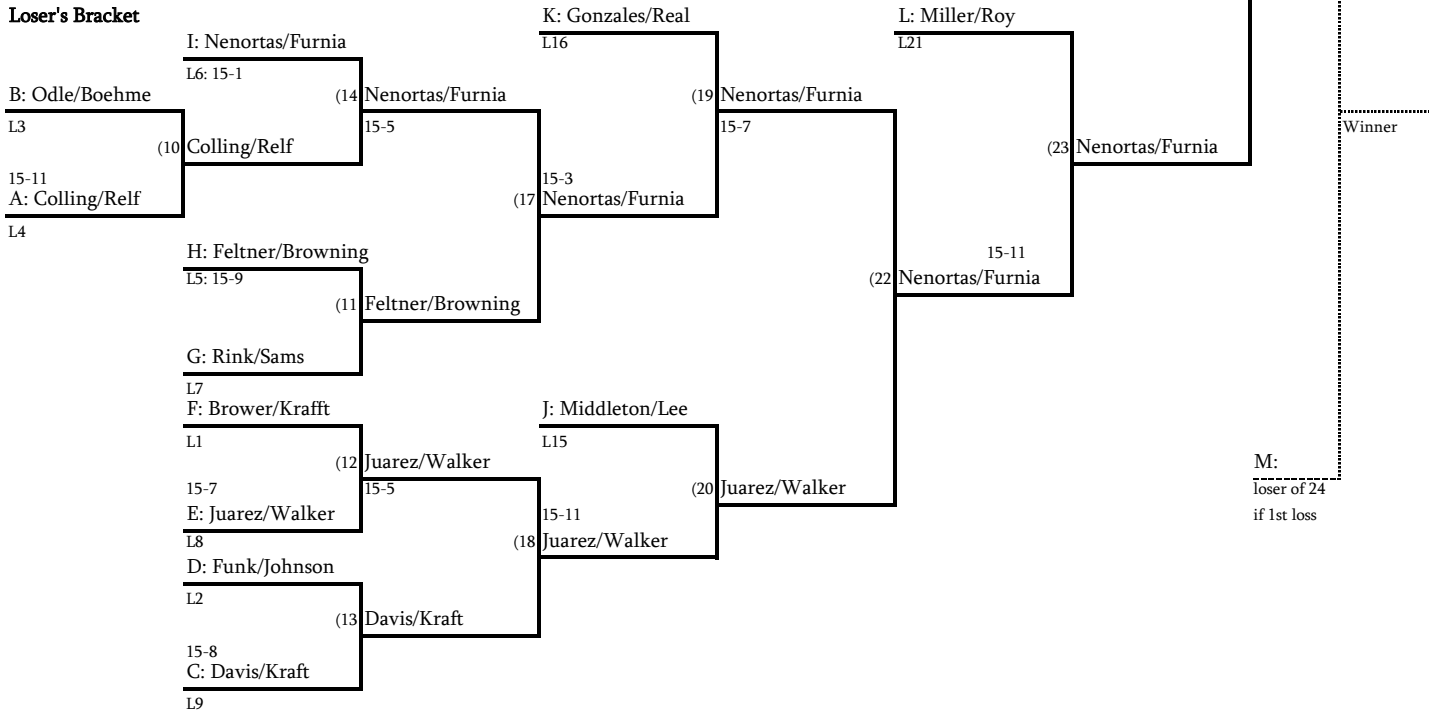 Loser's Bracket
K: Gonzales/Real
L: Miller/Roy
I: Nenortas/Furnia
L16
L21
L6: 15-1
B: Odle/Boehme
(14
Nenortas/Furnia
(19
Nenortas/Furnia
L3
15-5
15-7
Winner
(10
Colling/Relf
(23
Nenortas/Furnia
15-11
15-3
A: Colling/Relf
(17
Nenortas/Furnia
L4
H: Feltner/Browning
15-11
L5: 15-9
(22
Nenortas/Furnia
(11
Feltner/Browning
G: Rink/Sams
L7
F: Brower/Krafft
J: Middleton/Lee
L1
L15
(12
Juarez/Walker
M:
15-7
15-5
(20
Juarez/Walker
loser of 24
E: Juarez/Walker
15-11
if 1st loss
L8
(18
Juarez/Walker
D: Funk/Johnson
L2
(13
Davis/Kraft
15-8
C: Davis/Kraft
L9